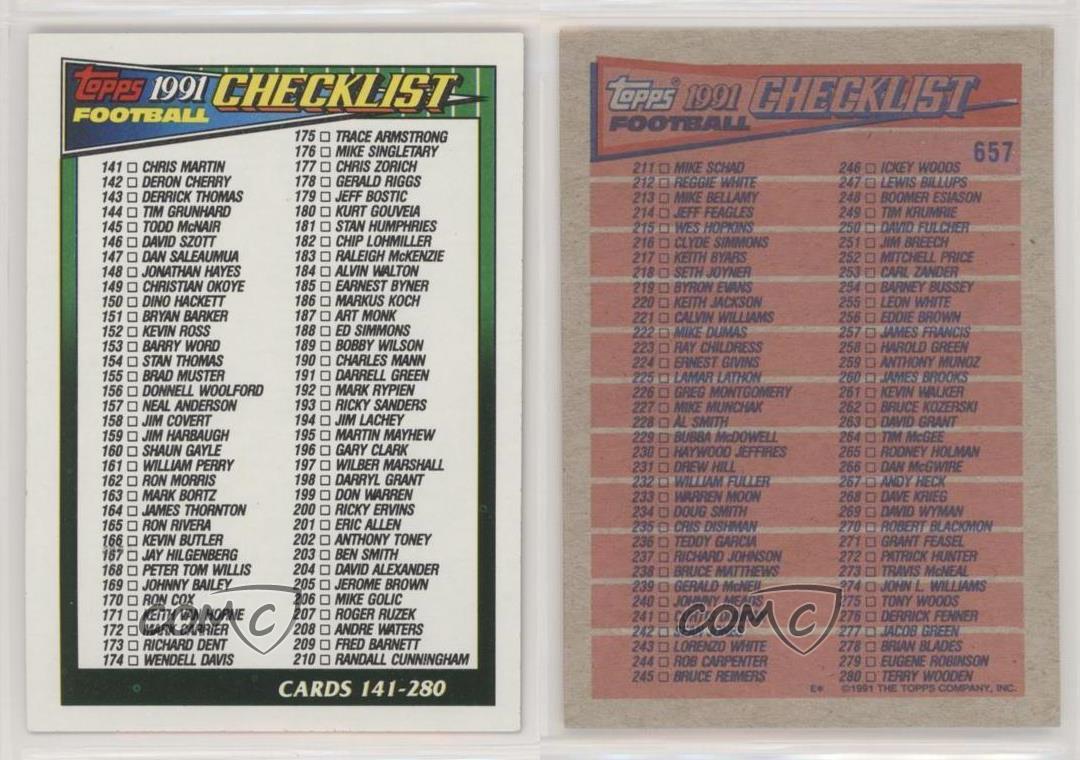 Topps 1991 CHECKLIST
FOOTBALL
141 CHRIS MARTIN
142 DERON CHERRY
143 DERRICK THOMAS
144 TIM GRUNHARD
145 TODD McNAIR
146 DAVID SZOTT
147 DAN SALEAUMUA
148 JONATHAN HAYES
149 CHRISTIAN OKOYE
150 DINO HACKETT
151 BRYAN BARKER
152 KEVIN ROSS
153 BARRY WORD
154 STAN THOMAS
155 BRAD MUSTER
156 DONNELL WOOLFORD
157 NEAL ANDERSON
158 JIM COVERT
159 JIM HARBAUGH
160 SHAUN GAYLE
161 WILLIAM PERRY
162 RON MORRIS
163 MARK BORTZ
164 JAMES THORNTON
165 RON RIVERA
166 KEVIN BUTLER
167 JAY HILGENBERG
168 PETER TOM WILLIS
169 JOHNNY BAILEY
170 RON COX
171 KEITH VAN HORNE
172 MARK CARRIER
173 RICHARD DENT
174 WENDELL DAVIS
175 TRACE ARMSTRONG
176 MIKE SINGLETARY
177 CHRIS ZORICH
178 GERALD RIGGS
179 JEFF BOSTIC
180 KURT GOUVEIA
181 STAN HUMPHRIES
182 CHIP LOHMILLER
183 RALEIGH McKENZIE
184 ALVIN WALTON
185 EARNEST BYNER
186 MARKUS KOCH
187 ART MONK
188 ED SIMMONS
189 BOBBY WILSON
190 CHARLES MANN
191 DARRELL GREEN
192 MARK RYPIEN
193 RICKY SANDERS
194 JIM LACHEY
195 MARTIN MAYHEW
196 GARY CLARK
197 WILBER MARSHALL
198 DARRYL GRANT
199 DON WARREN
200 RICKY ERVINS
201 ERIC ALLEN
202 ANTHONY TONEY
203 BEN SMITH
204 DAVID ALEXANDER
205 JEROME BROWN
206 MIKE GOLIC
207 ROGER RUZEK
208 ANDRE WATERS
209 FRED BARNETT
210 RANDALL CUNNINGHAM
CARDS 141-280
COMC
Topps® 1991 CHECKLIST
FOOTBALL
657
211 MIKE SCHAD
212 REGGIE WHITE
213 MIKE BELLAMY
214 JEFF FEAGLES
215 WES HOPKINS
216 CLYDE SIMMONS
217 KEITH BYARS
218 SETH JOYNER
219 BYRON EVANS
220 KEITH JACKSON
221 CALVIN WILLIAMS
222 MIKE DUMAS
223 RAY CHILDRESS
224 ERNEST GIVINS
225 LAMAR LATHON
226 GREG MONTGOMERY
227 MIKE MUNCHAK
228 AL SMITH
229 BUBBA McDOWELL
230 HAYWOOD JEFFIRES
231 DREW HILL
232 WILLIAM FULLER
233 WARREN MOON
234 DOUG SMITH
235 CRIS DISHMAN
236 TEDDY GARCIA
237 RICHARD JOHNSON
238 BRUCE MATTHEWS
239 GERALD McNEIL
240 JOHNNY MEADS
241
242
243 LORENZO WHITE
244 ROB CARPENTER
245 BRUCE REIMERS
246 ICKEY WOODS
247 LEWIS BILLUPS
248 BOOMER ESIASON
249 TIM KRUMRIE
250 DAVID FULCHER
251 JIM BREECH
252 MITCHELL PRICE
253 CARL ZANDER
254 BARNEY BUSSEY
255 LEON WHITE
256 EDDIE BROWN
257 JAMES FRANCIS
258 HAROLD GREEN
259 ANTHONY MUNOZ
260 JAMES BROOKS
261 KEVIN WALKER
262 BRUCE KOZERSKI
263 DAVID GRANT
264 TIM McGEE
265 RODNEY HOLMAN
266 DAN McGWIRE
267 ANDY HECK
268 DAVE KRIEG
269 DAVID WYMAN
270 ROBERT BLACKMON
271 GRANT FEASEL
272 PATRICK HUNTER
273 TRAVIS McNEAL
274 JOHN L. WILLIAMS
275 TONY WOODS
276 DERRICK FENNER
277 JACOB GREEN
278 BRIAN BLADES
279 EUGENE ROBINSON
280 TERRY WOODEN
E* ©1991 THE TOPPS COMPANY, INC.
COMC